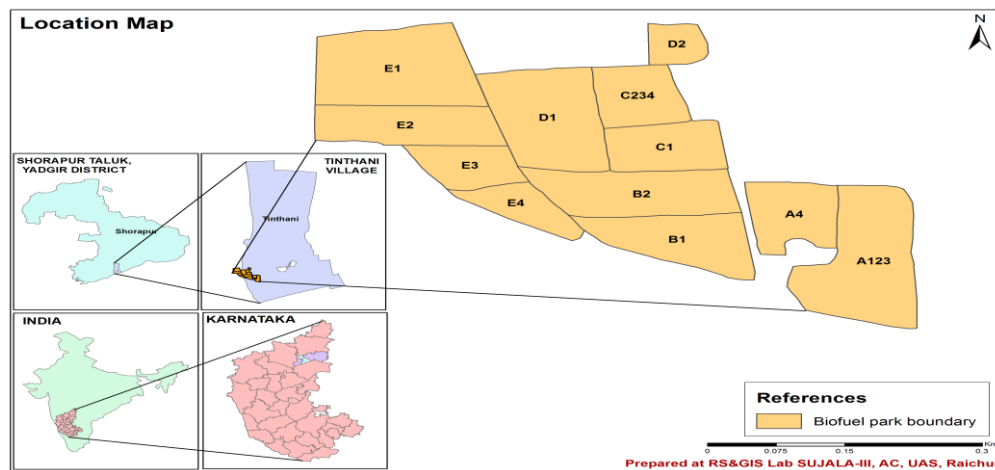 Location Map
N
D2
E1
C234
D1
E2
C1
E3
B2
E4
A4
B1
A123
SHORAPUR TALUK,
YADGIR DISTRICT
Shorapur
TINTHANI
VILLAGE
Tinthani
INDIA
KARNATAKA
References
Biofuel park boundary
0 0.075 0.15 0.3
Prepared at RS&GIS Lab SUJALA-III, AC, UAS, Raichur